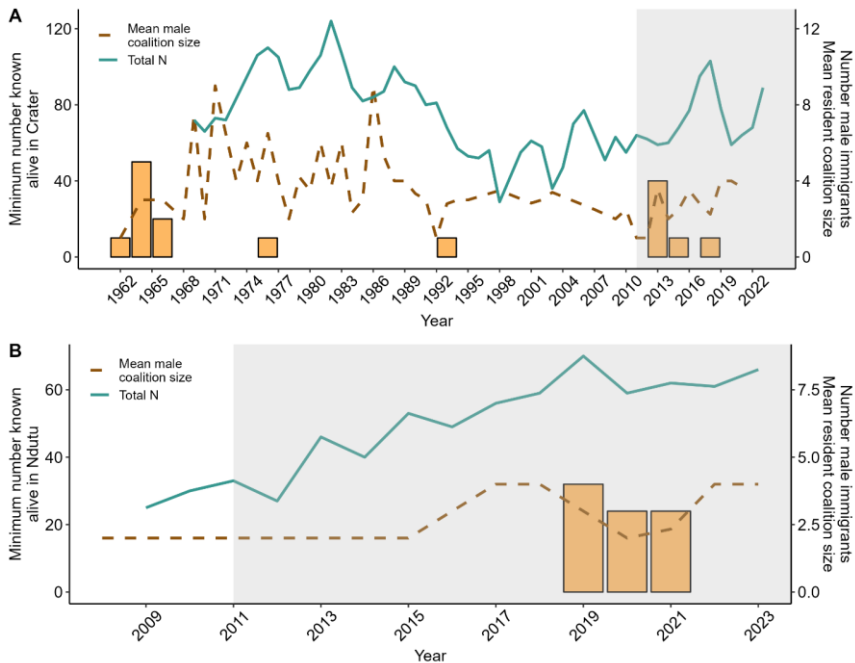 A
Mean male
coalition size
Total N
Minimum number known
alive in Crater
120
80
40
0
12
8
4
0
Number male immigrants
Mean resident coalition size
1962
1965
1968
1971
1974
1977
1980
1983
1986
1989
1992
1995
1998
2001
2004
2007
2010
2013
2016
2019
2022
Year
B
Mean male
coalition size
Total N
Minimum number known
alive in Ndutu
60
40
20
0
7.5
5.0
2.5
0.0
Number male immigrants
Mean resident coalition size
2009
2011
2013
2015
2017
2019
2021
2023
Year